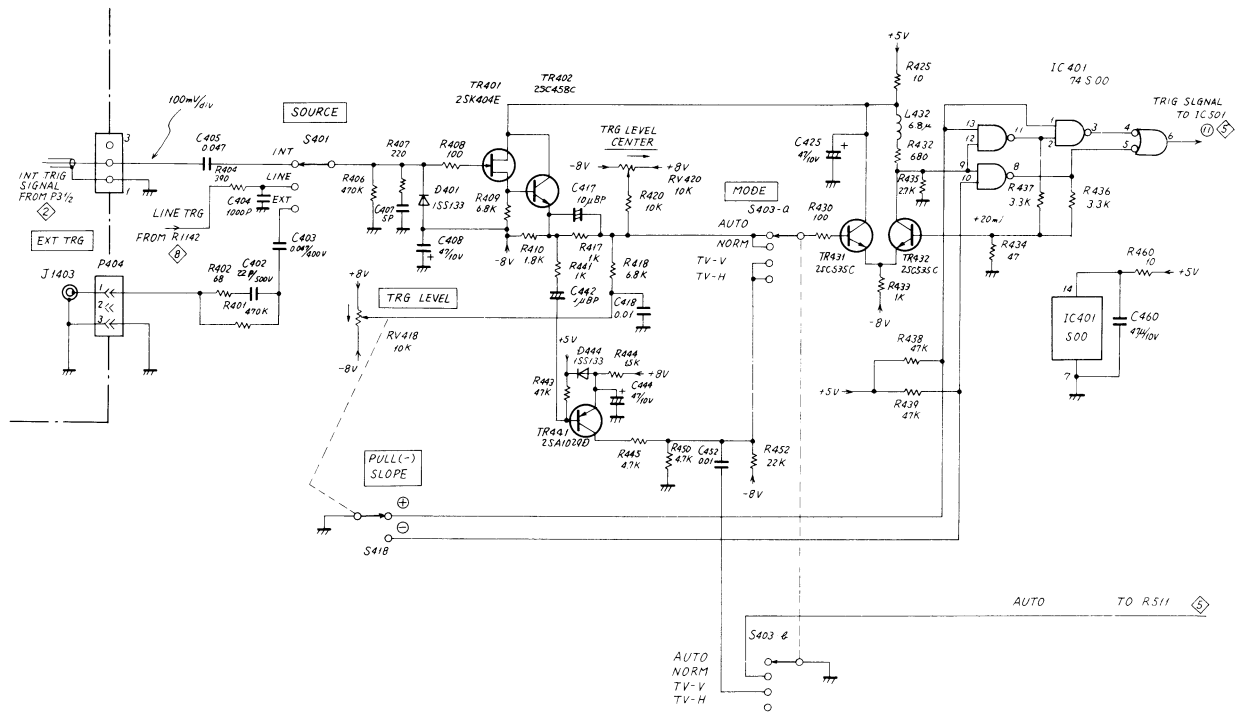 100mV/div
SOURCE
S401
INT
LINE
EXT
3
1
C405
0.047
R404
390
C404
1000P
INT TRIG
SIGNAL
FROM P3 1/2
2
LINE TRG
FROM R1142
8
EXT TRG
J1403
P404
1
2
3
R402
68
C402
22P/500V
R401
470K
C403
0.047/400V
R406
470K
R407
220
C407
5P
D401
1SS133
C408
47/10V
+
R408
100
TR401
2SK404E
TR402
2SC458C
R409
6.8K
-8V
R410
1.8K
C417
10μBP
R417
1K
R441
1K
C442
1μBP
R418
6.8K
C418
0.01
TRG LEVEL
CENTER
-8V
+8V
RV420
10K
R420
10K
+8V
TRG LEVEL
RV418
10K
-8V
MODE
S403-a
AUTO
NORM
TV-V
TV-H
C425
47/10V
+
R430
100
TR431
2SC535C
TR432
2SC535C
R433
1K
-8V
+5V
R425
10
L432
6.8μ
R432
680
R435
2.7K
IC401
74S00
13
12
11
9
10
8
1
2
3
4
5
6
R437
3.3K
R436
3.3K
+20mi
R434
47
TRIG SLGNAL
TO IC501
11
5
R460
10
+5V
14
IC401
S00
7
C460
47μ/10V
R438
47K
+5V
R439
47K
+5V
D444
1SS133
R444
1.5K
+8V
R443
47K
C444
47/10V
+
TR441
2SA1029D
R445
4.7K
R450
4.7K
C452
0.01
R452
22K
-8V
PULL(-)
SLOPE
+
-
S418
AUTO
TO R511
5
S403 b
AUTO
NORM
TV-V
TV-H